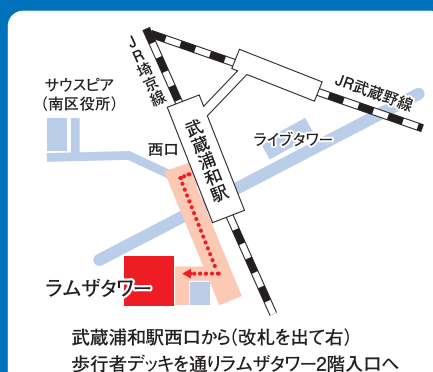 JR埼京線
JR武蔵野線
サウスピア
(南区役所)
西口
武蔵浦和駅
ライブタワー
ラムザタワー
武蔵浦和駅西口から(改札を出て右)
歩行者デッキを通りラムザタワー2階入口へ